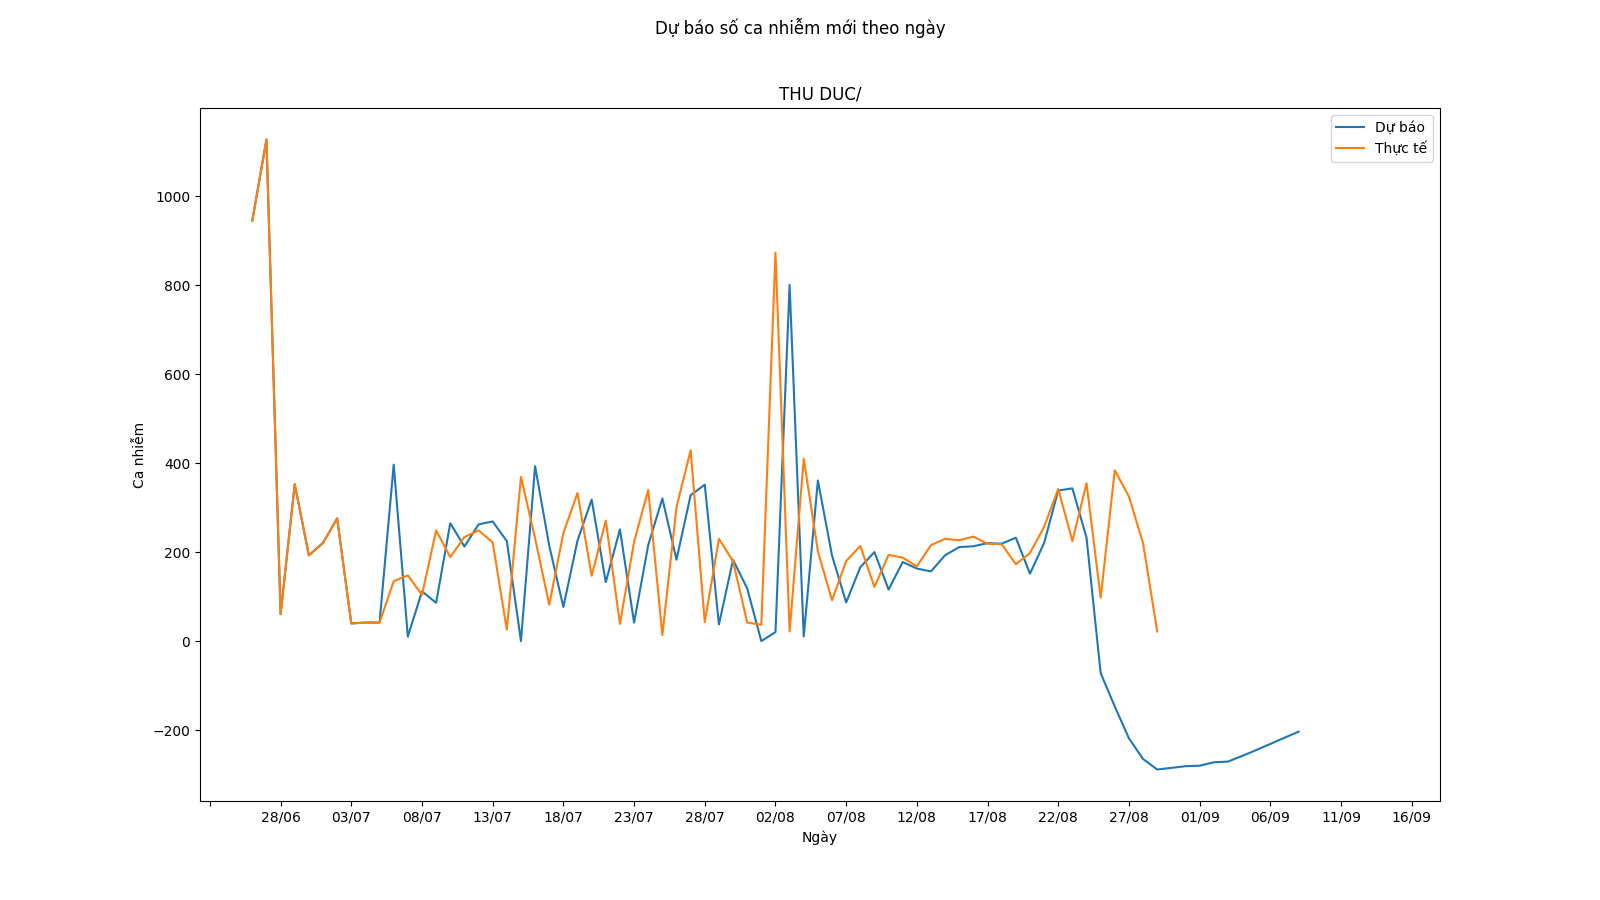 Dự báo số ca nhiễm mới theo ngày
THU DUC/
Dự báo
Thực tế
1000
800
600
400
200
0
−200
Ca nhiễm
28/06 03/07 08/07 13/07 18/07 23/07 28/07 02/08 07/08 12/08 17/08 22/08 27/08 01/09 06/09 11/09 16/09
Ngày